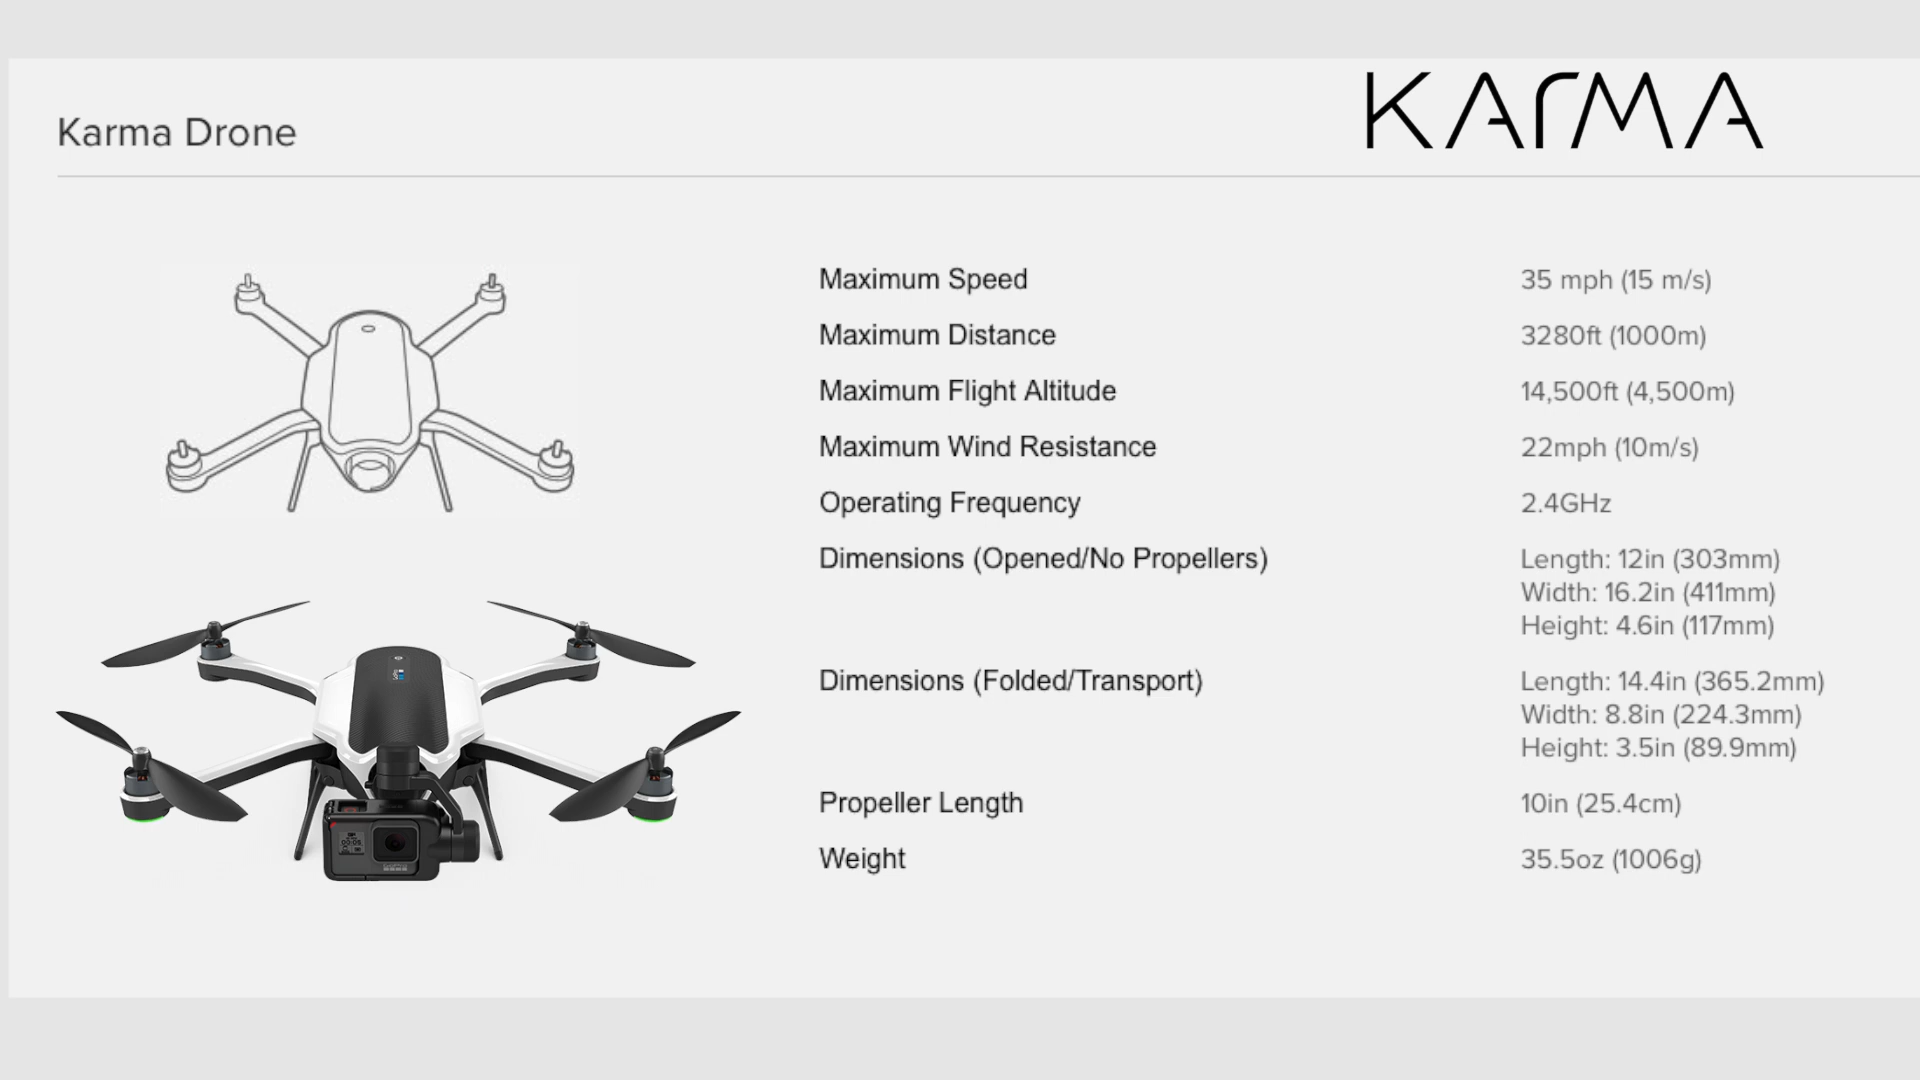 KARMA
Karma Drone
Maximum Speed 35 mph (15 m/s)
Maximum Distance 3280ft (1000m)
Maximum Flight Altitude 14,500ft (4,500m)
Maximum Wind Resistance 22mph (10m/s)
Operating Frequency 2.4GHz
Dimensions (Opened/No Propellers) Length: 12in (303mm)
Width: 16.2in (411mm)
Height: 4.6in (117mm)
Dimensions (Folded/Transport) Length: 14.4in (365.2mm)
Width: 8.8in (224.3mm)
Height: 3.5in (89.9mm)
Propeller Length 10in (25.4cm)
Weight 35.5oz (1006g)